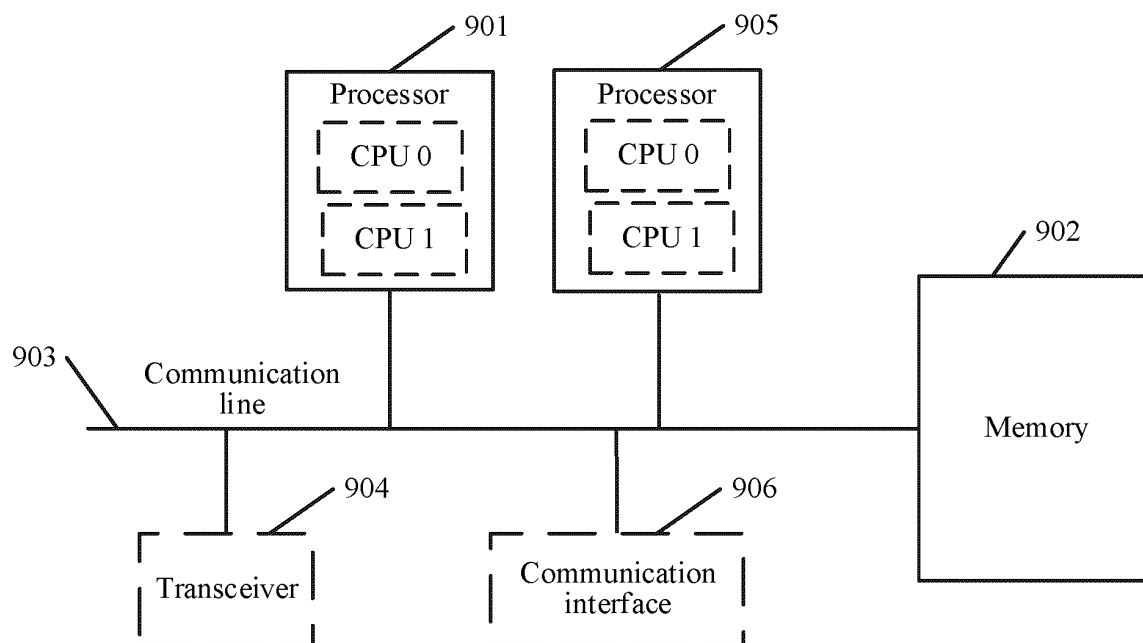 901
905
Processor
Processor
CPU 0
CPU 0
CPU 1
CPU 1
902
903
Communication
line
Memory
904
906
Transceiver
Communication
interface